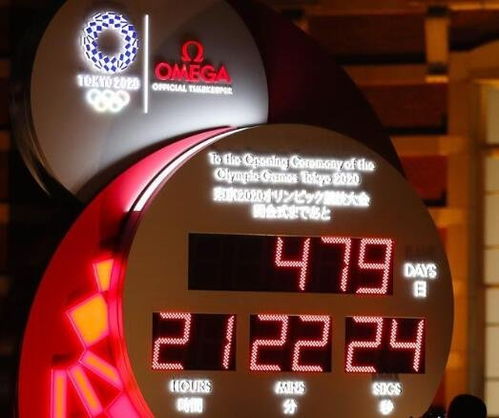 TOKYO 2020
Ω
OMEGA
OFFICIAL TIMEKEEPER
To the Opening Ceremony of the
Olympic Games Tokyo 2020
東京2020オリンピック競技大会
開会式まであと
479
DAYS
日
21 22 24
HOURS MINS SECS
時間 分 秒